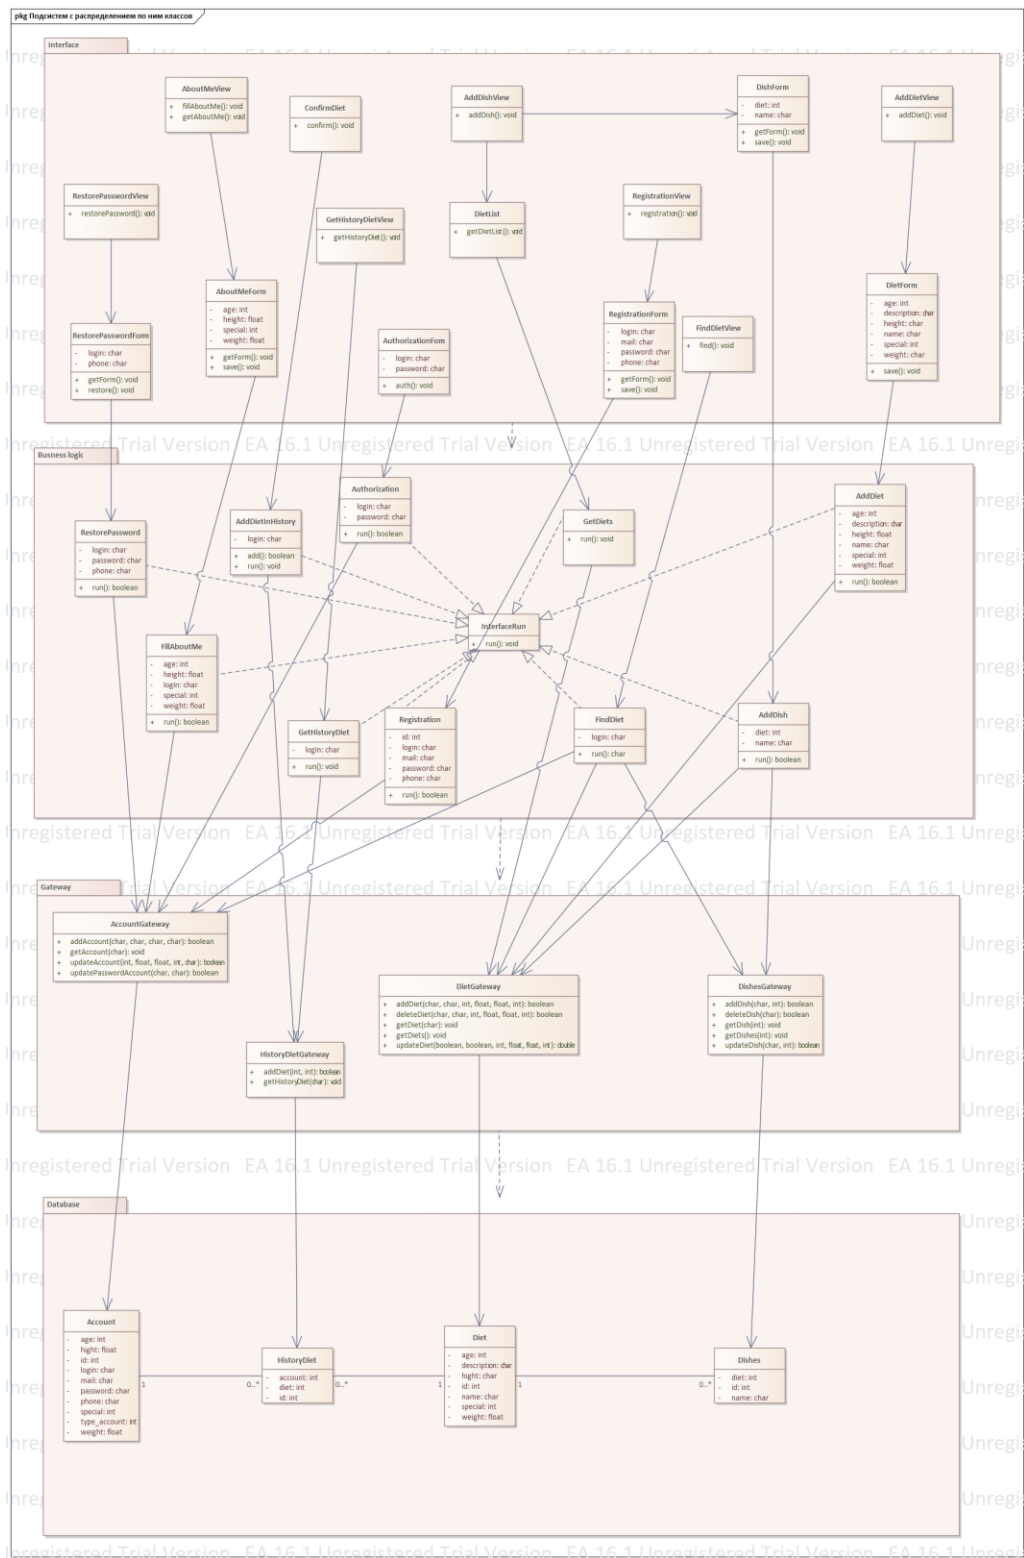 pkg Подсистем с распределением по ним классов
Interface
AboutMeView
+ fillAboutMe(): void
+ getAboutMe(): void
ConfirmDiet
+ confirm(): void
AddDishView
+ addDish(): void
DishForm
- diet: int
- name: char
+ getForm(): void
+ save(): void
AddDietView
+ addDiet(): void
RestorePasswordView
+ restorePassword(): void
GetHistoryDietView
+ getHistoryDiet(): void
DietList
+ getDietList(): void
RegistrationView
+ registration(): void
AboutMeForm
- age: int
- height: float
- special: int
- weight: float
+ getForm(): void
+ save(): void
DietForm
- age: int
- description: char
- height: char
- name: char
- special: int
- weight: char
+ save(): void
RestorePasswordForm
- login: char
- phone: char
+ getForm(): void
+ restore(): void
AuthorizationFom
- login: char
- password: char
+ auth(): void
RegistrationForm
- login: char
- mail: char
- password: char
- phone: char
+ getForm(): void
+ save(): void
FindDietView
+ find(): void
EA 16.1 Unregistered Trial Version
Busness logic
RestorePassword
- login: char
- password: char
- phone: char
+ run(): boolean
AddDietInHistory
- login: char
+ add(): boolean
+ run(): void
Authorization
- login: char
- password: char
+ run(): boolean
GetDiets
+ run(): void
AddDiet
- age: int
- description: char
- height: float
- name: char
- special: int
- weight: float
+ run(): boolean
InterfaceRun
+ run(): void
FillAboutMe
- age: int
- height: float
- login: char
- special: int
- weight: float
+ run(): boolean
GetHistoryDiet
- login: char
+ run(): void
Registration
- id: int
- login: char
- mail: char
- password: char
- phone: char
+ run(): boolean
FindDiet
- login: char
+ run(): char
AddDish
- diet: int
- name: char
+ run(): boolean
EA 16.1 Unregistered Trial Version
Gateway
AccountGateway
+ addAccount(char, char, char, char): boolean
+ getAccount(char): void
+ updateAccount(int, float, float, int, char): boolean
+ updatePasswordAccount(char, char): boolean
HistoryDietGateway
+ addDiet(int, int): boolean
+ getHistoryDiet(char): void
DietGateway
+ addDiet(char, char, int, float, float, int): boolean
+ deleteDiet(char, char, int, float, float, int): boolean
+ getDiet(char): void
+ getDiets(): void
+ updateDiet(boolean, boolean, int, float, float, int): double
DishesGateway
+ addDish(char, int): boolean
+ deleteDish(char): boolean
+ getDish(int): void
+ getDishes(int): void
+ updateDish(char, int): boolean
EA 16.1 Unregistered Trial Version
Database
Account
- age: int
- hight: float
- id: int
- login: char
- mail: char
- password: char
- phone: char
- special: int
- type_account: int
- weight: float
1
0..*
HistoryDiet
- account: int
- diet: int
- id: int
0..*
1
Diet
- age: int
- description: char
- hight: char
- id: int
- name: char
- special: int
- weight: float
1
0..*
Dishes
- diet: int
- id: int
- name: char